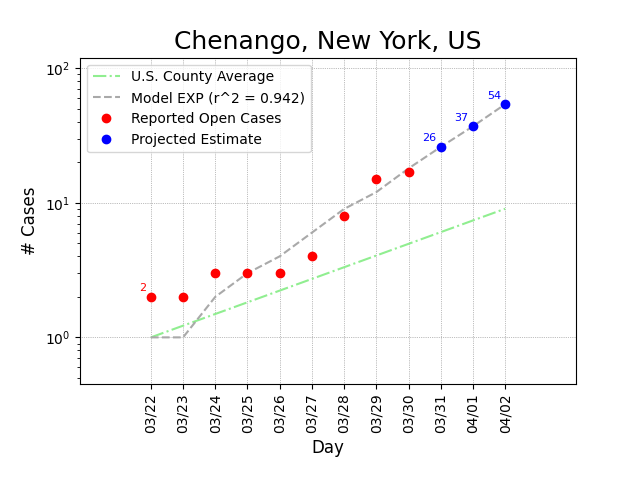 Chenango, New York, US
U.S. County Average
Model EXP (r^2 = 0.942)
Reported Open Cases
Projected Estimate
# Cases
10^2
10^1
10^0
2
26
37
54
03/22
03/23
03/24
03/25
03/26
03/27
03/28
03/29
03/30
03/31
04/01
04/02
Day